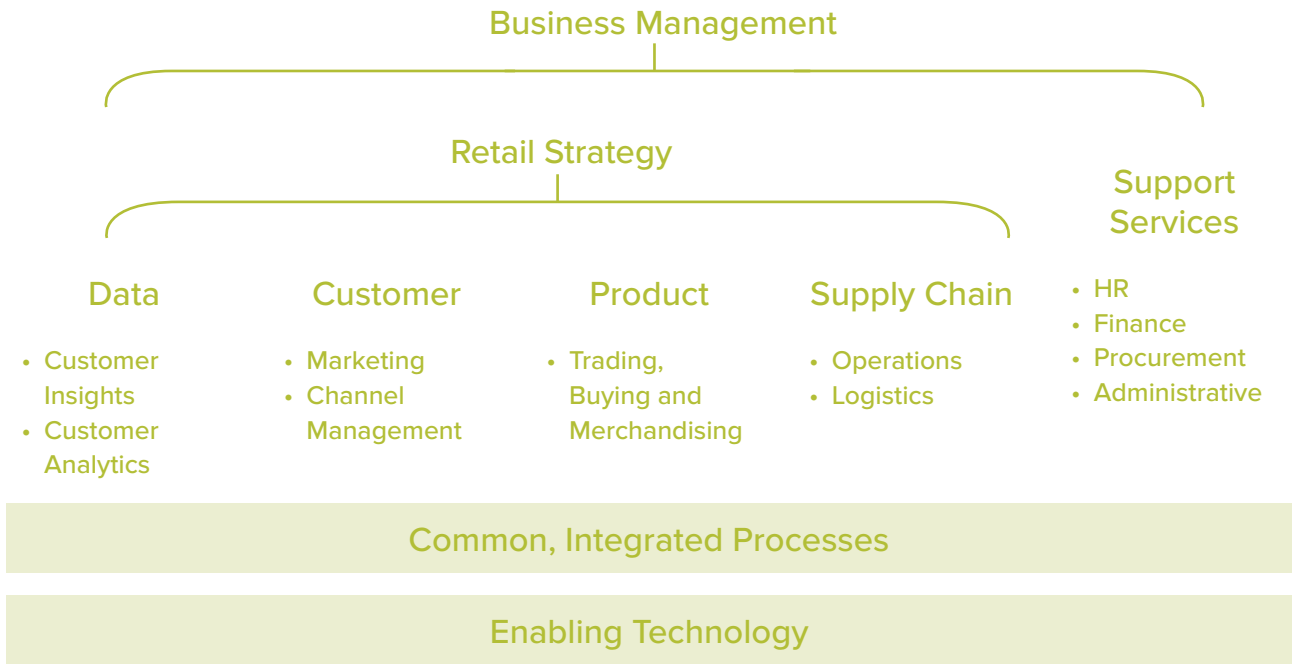 Business Management
Retail Strategy
Support
Services
Data
• Customer
Insights
• Customer
Analytics
Customer
• Marketing
• Channel
Management
Product
• Trading,
Buying and
Merchandising
Supply Chain
• Operations
• Logistics
• HR
• Finance
• Procurement
• Administrative
Common, Integrated Processes
Enabling Technology